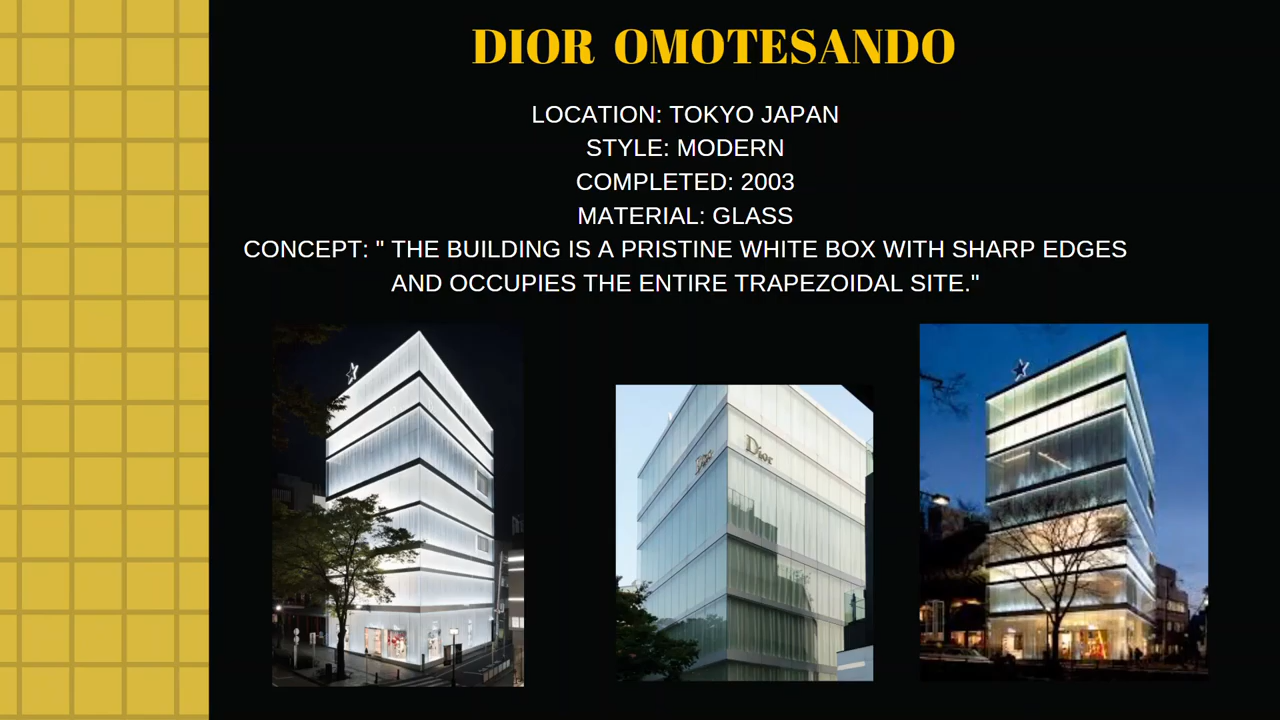 DIOR OMOTESANDO
LOCATION: TOKYO JAPAN
STYLE: MODERN
COMPLETED: 2003
MATERIAL: GLASS
CONCEPT: " THE BUILDING IS A PRISTINE WHITE BOX WITH SHARP EDGES
AND OCCUPIES THE ENTIRE TRAPEZOIDAL SITE."
Dior
Dior